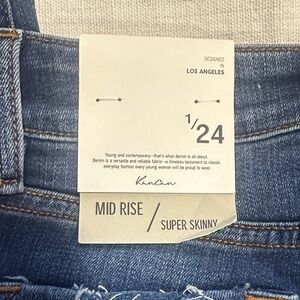 DESIGNED
IN
LOS ANGELES
1/24
Young and contemporary—that's what denim is all about.
Denim is a versatile and reliable fabric—a timeless testament to classic
everyday fashion every young woman will be proud to wear.
KanCan
MID RISE / SUPER SKINNY